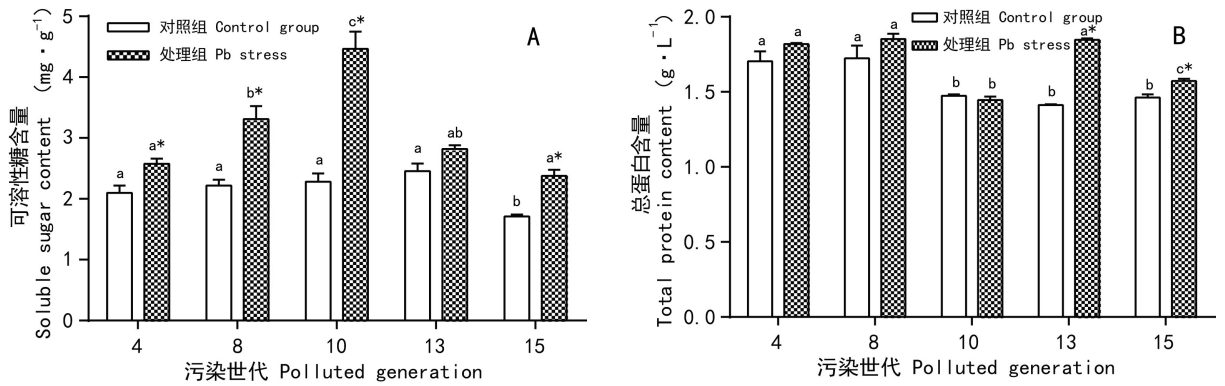 可溶性糖含量
Soluble sugar content (mg·g⁻¹)
5
4
3
2
1
0
对照组 Control group
处理组 Pb stress
A
a
a*
a
b*
a
c*
a
ab
b
a*
4
8
10
13
15
污染世代 Polluted generation
总蛋白含量
Total protein content (g·L⁻¹)
2.0
1.5
1.0
0.5
0.0
对照组 Control group
处理组 Pb stress
B
a
a
a
a
b
b
b
a*
b
c*
4
8
10
13
15
污染世代 Polluted generation